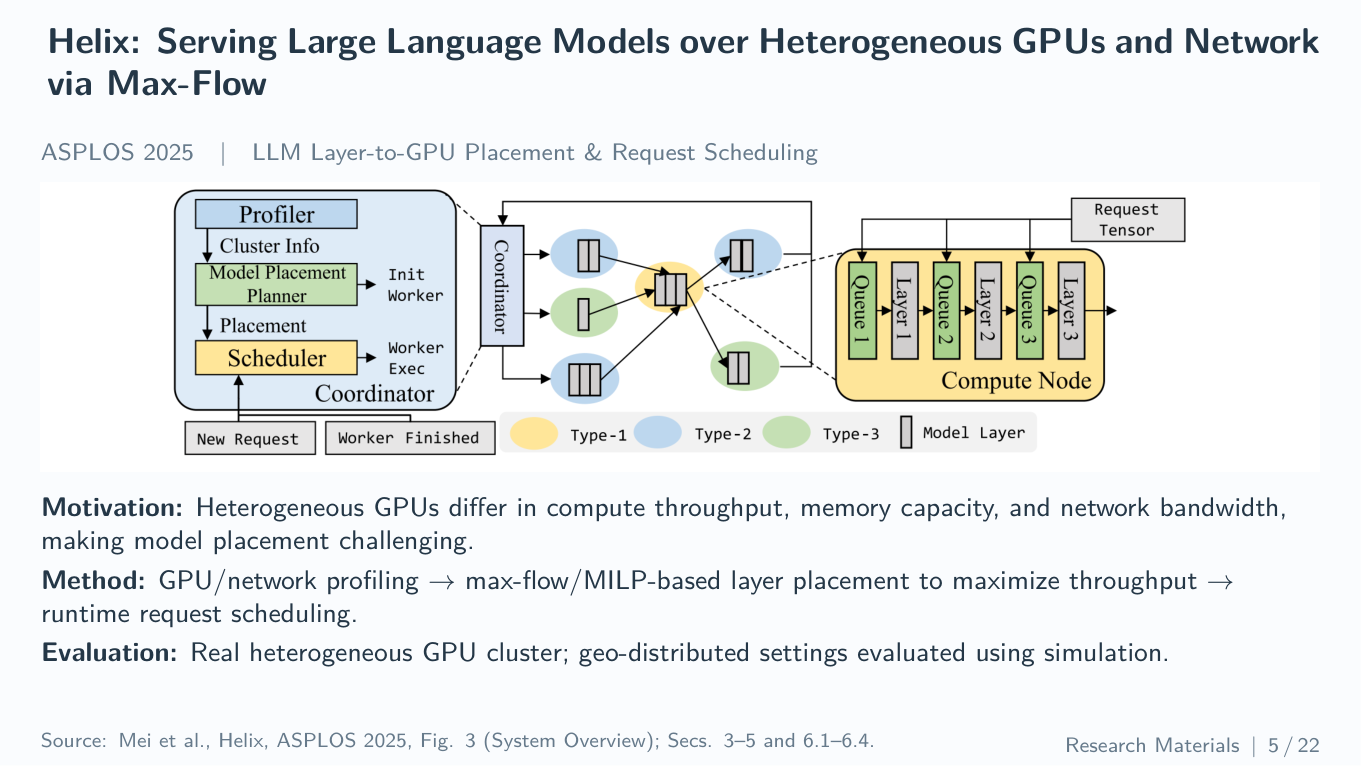 Helix: Serving Large Language Models over Heterogeneous GPUs and Network
via Max-Flow
ASPLOS 2025 | LLM Layer-to-GPU Placement & Request Scheduling
Profiler
Cluster Info
Model Placement
Planner
Init
Worker
Placement
Scheduler
Worker
Exec
Coordinator
New Request
Worker Finished
Coordinator
Type-1
Type-2
Type-3
Model Layer
Request
Tensor
Queue 1
Layer 1
Queue 2
Layer 2
Queue 3
Layer 3
Compute Node
Motivation: Heterogeneous GPUs differ in compute throughput, memory capacity, and network bandwidth,
making model placement challenging.
Method: GPU/network profiling → max-flow/MILP-based layer placement to maximize throughput →
runtime request scheduling.
Evaluation: Real heterogeneous GPU cluster; geo-distributed settings evaluated using simulation.
Source: Mei et al., Helix, ASPLOS 2025, Fig. 3 (System Overview); Secs. 3–5 and 6.1–6.4.
Research Materials | 5 / 22